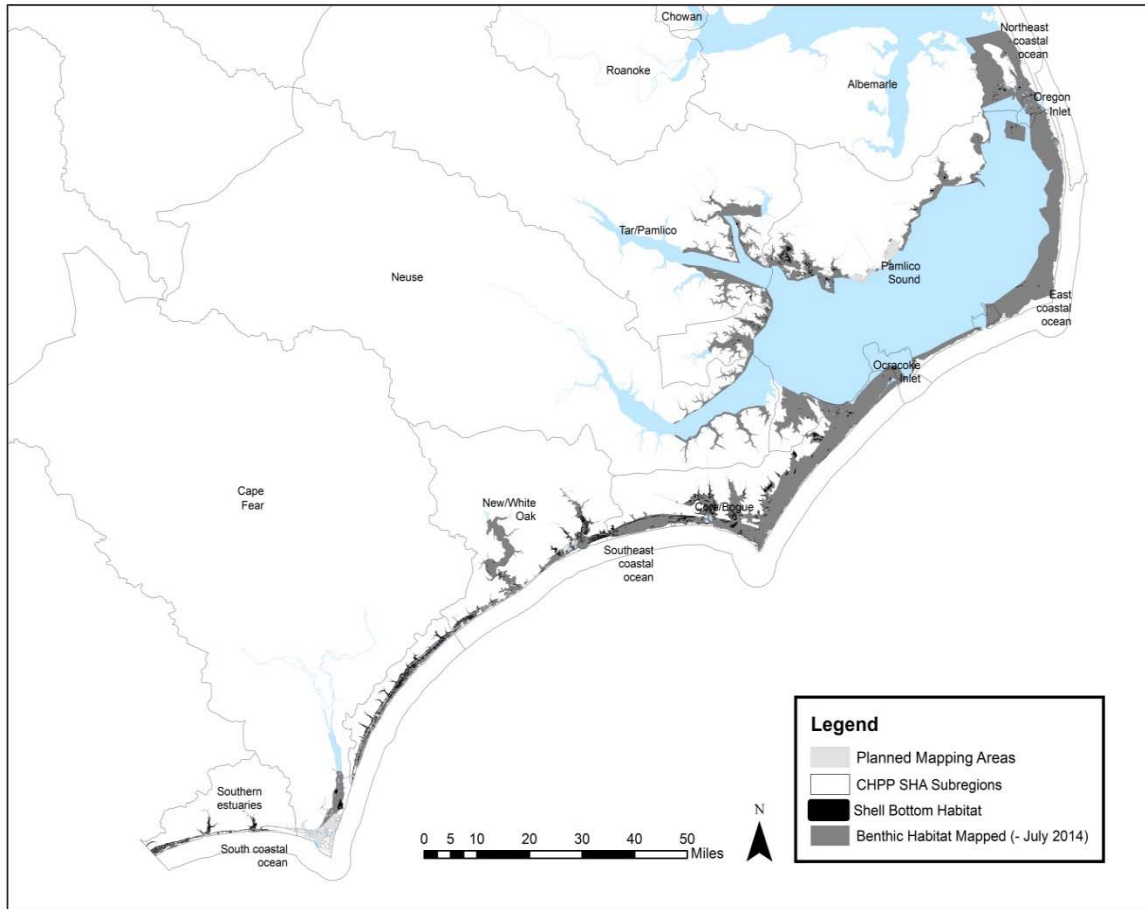 Chowan
Northeast
coastal
ocean
Roanoke
Albemarle
Oregon
Inlet
Tar/Pamlico
Neuse
Pamlico
Sound
East
coastal
ocean
Ocracoke
Inlet
Cape
Fear
New/White
Oak
Core/Bogue
Southeast
coastal
ocean
Southern
estuaries
South coastal
ocean
0 5 10 20 30 40 50
Miles
N
Legend
Planned Mapping Areas
CHPP SHA Subregions
Shell Bottom Habitat
Benthic Habitat Mapped (- July 2014)